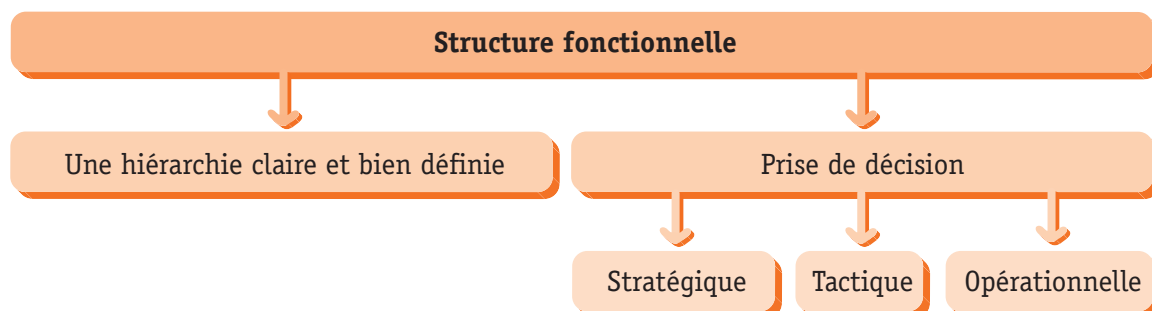 Structure fonctionnelle
Une hiérarchie claire et bien définie
Prise de décision
Stratégique
Tactique
Opérationnelle